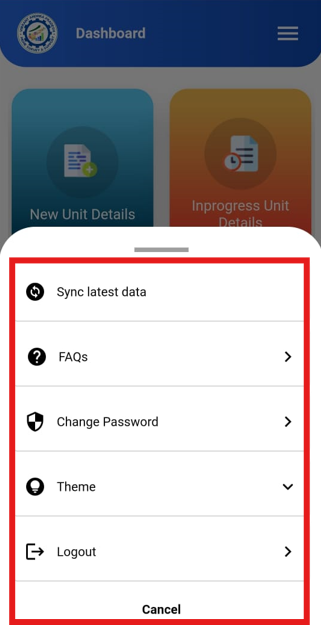 Dashboard
New Unit Details
Inprogress Unit
Details
Sync latest data
FAQs
Change Password
Theme
Logout
Cancel